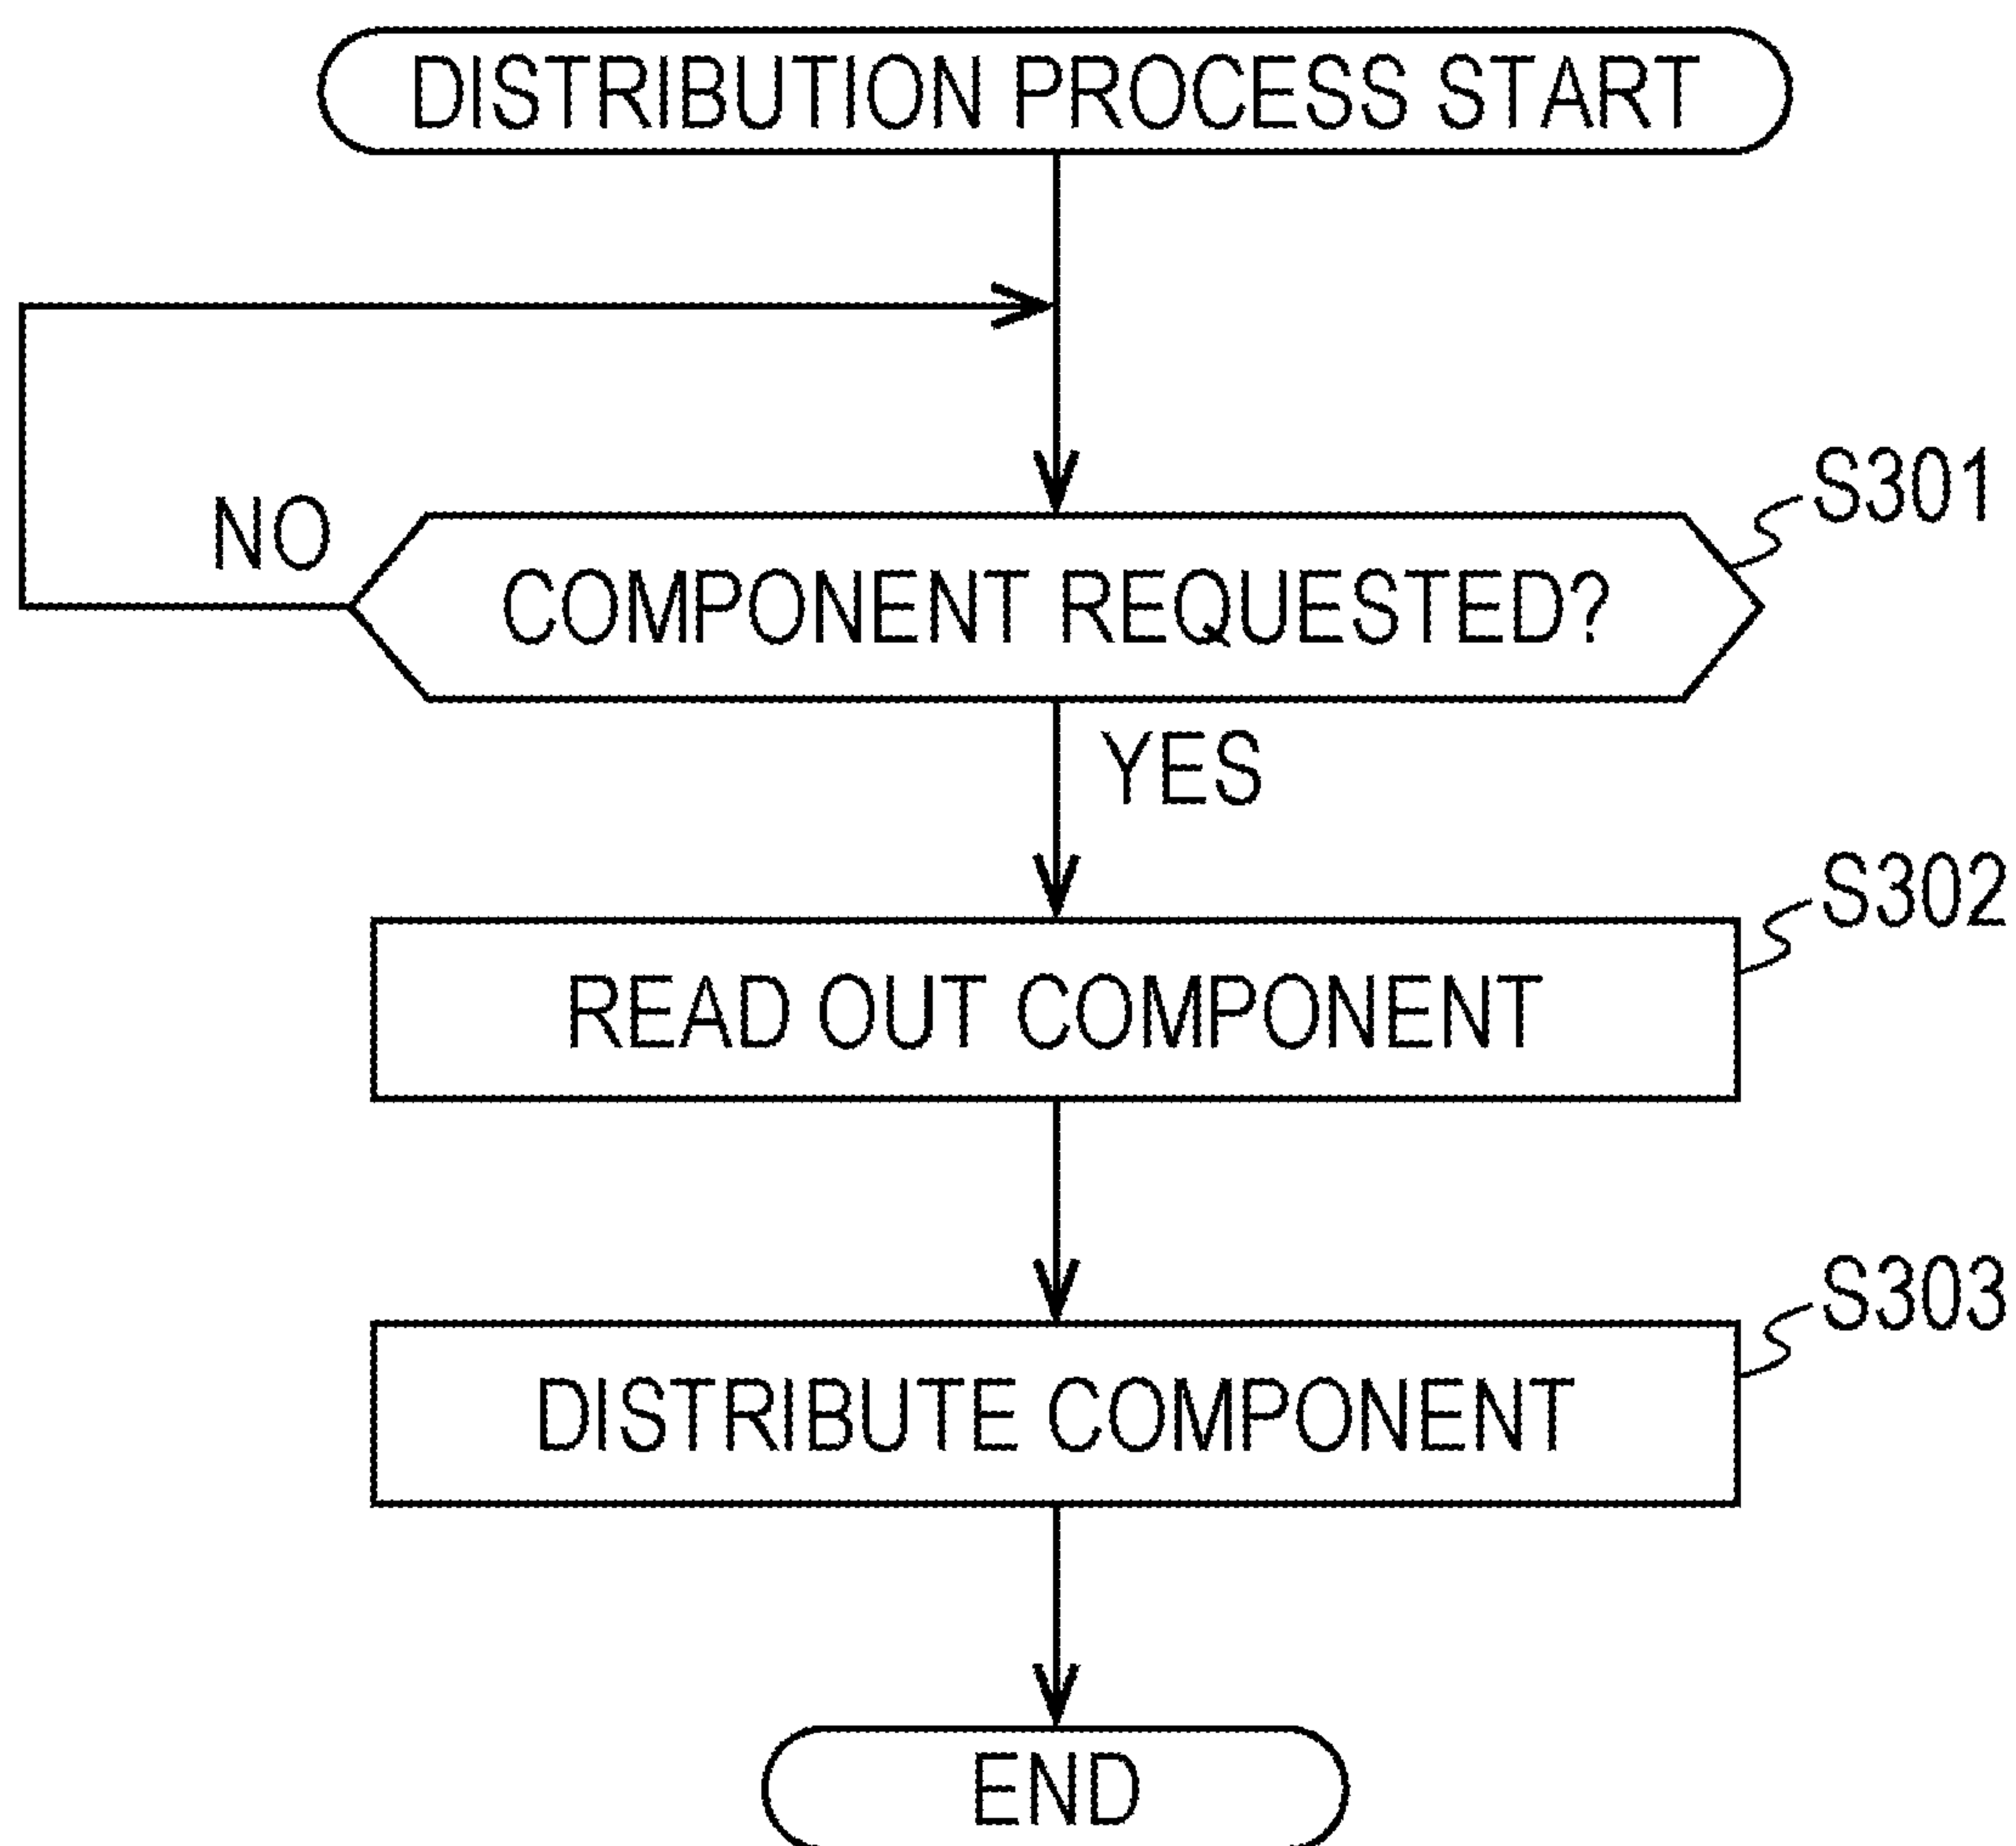 DISTRIBUTION PROCESS START
S301
NO
COMPONENT REQUESTED?
YES
S302
READ OUT COMPONENT
S303
DISTRIBUTE COMPONENT
END